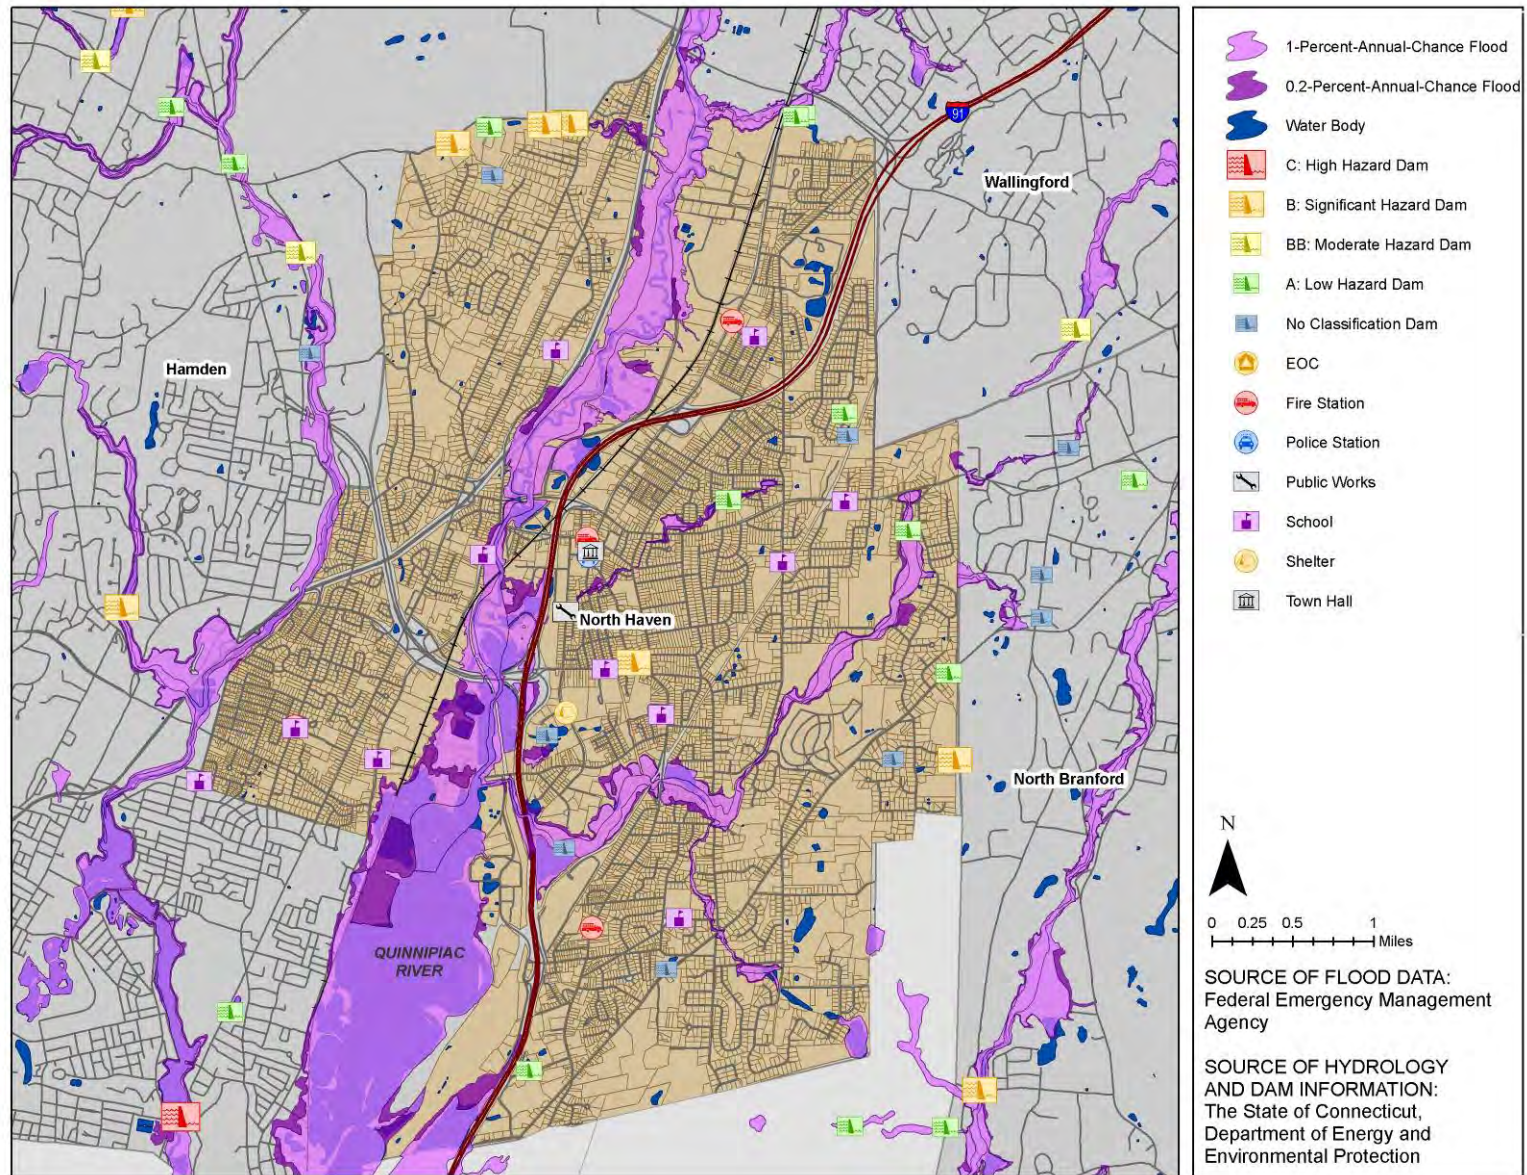 91
Wallingford
Hamden
North Haven
North Branford
QUINNIPIAC
RIVER
1-Percent-Annual-Chance Flood
0.2-Percent-Annual-Chance Flood
Water Body
C: High Hazard Dam
B: Significant Hazard Dam
BB: Moderate Hazard Dam
A: Low Hazard Dam
No Classification Dam
EOC
Fire Station
Police Station
Public Works
School
Shelter
Town Hall
N
0 0.25 0.5 1
Miles
SOURCE OF FLOOD DATA:
Federal Emergency Management
Agency
SOURCE OF HYDROLOGY
AND DAM INFORMATION:
The State of Connecticut,
Department of Energy and
Environmental Protection